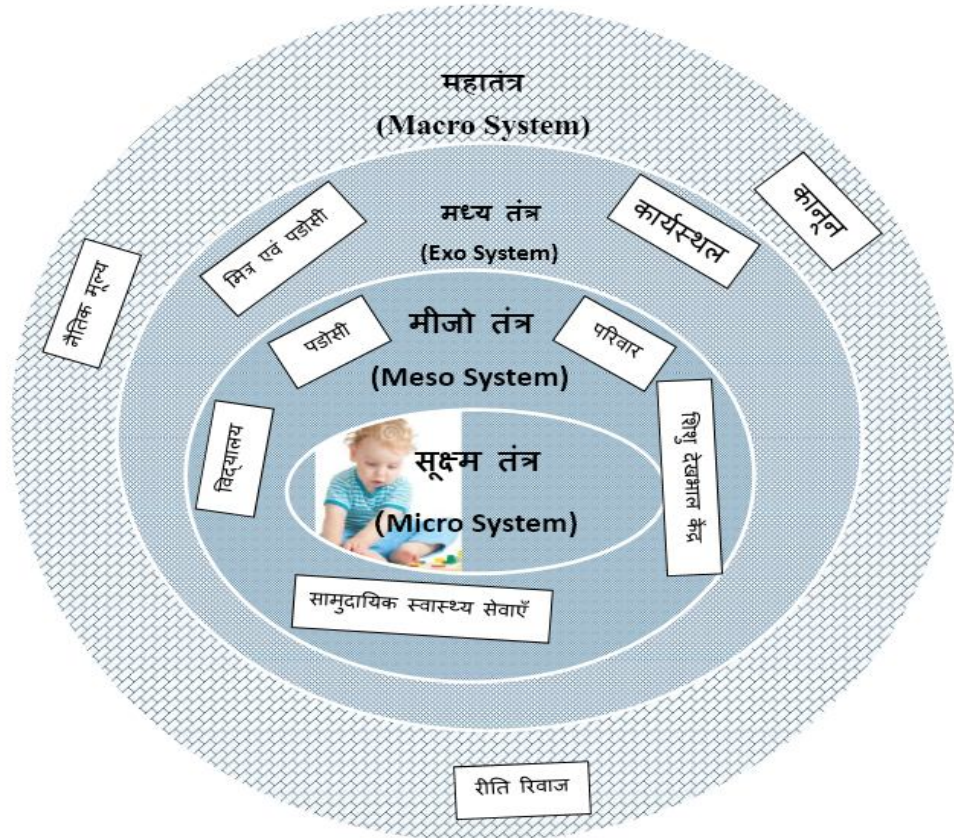 महातंत्र
(Macro System)
मध्य तंत्र
(Exo System)
मित्र एवं पडोसी
कार्यस्थल
कानून
नैतिक मूल्य
मीजो तंत्र
(Meso System)
पडोसी
परिवार
विद्यालय
शिशु देखभाल केंद्र
सूक्ष्म तंत्र
(Micro System)
सामुदायिक स्वास्थ्य सेवाएँ
रीति रिवाज